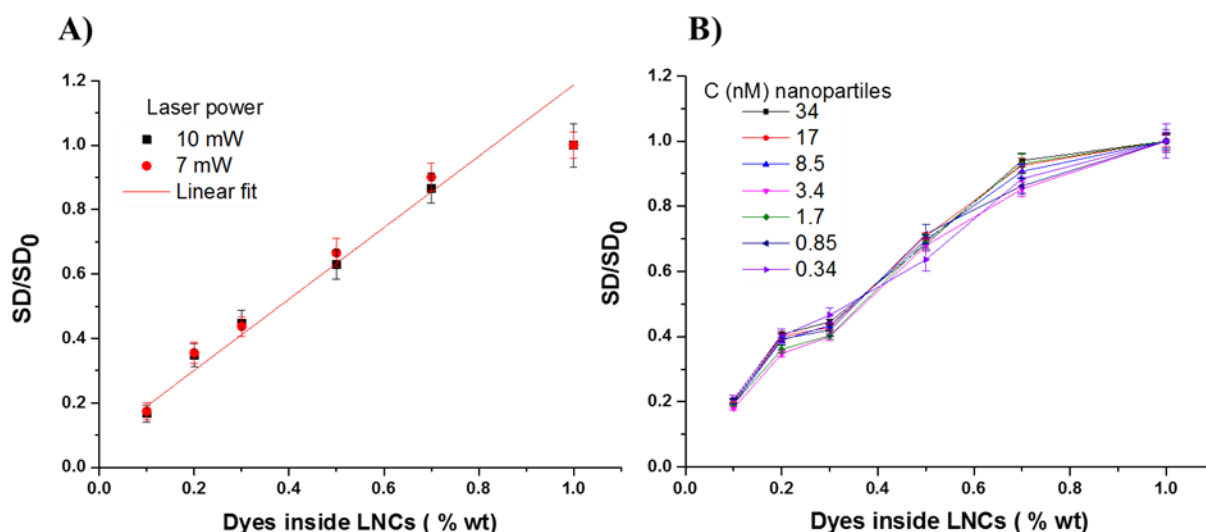 A)
Laser power
10 mW
7 mW
Linear fit
SD/SD0
1.2
1.0
0.8
0.6
0.4
0.2
0.0
0.0 0.2 0.4 0.6 0.8 1.0
Dyes inside LNCs ( % wt)
B)
C (nM) nanopartiles
34
17
8.5
3.4
1.7
0.85
0.34
SD/SD0
1.2
1.0
0.8
0.6
0.4
0.2
0.0
0.0 0.2 0.4 0.6 0.8 1.0
Dyes inside LNCs ( % wt)